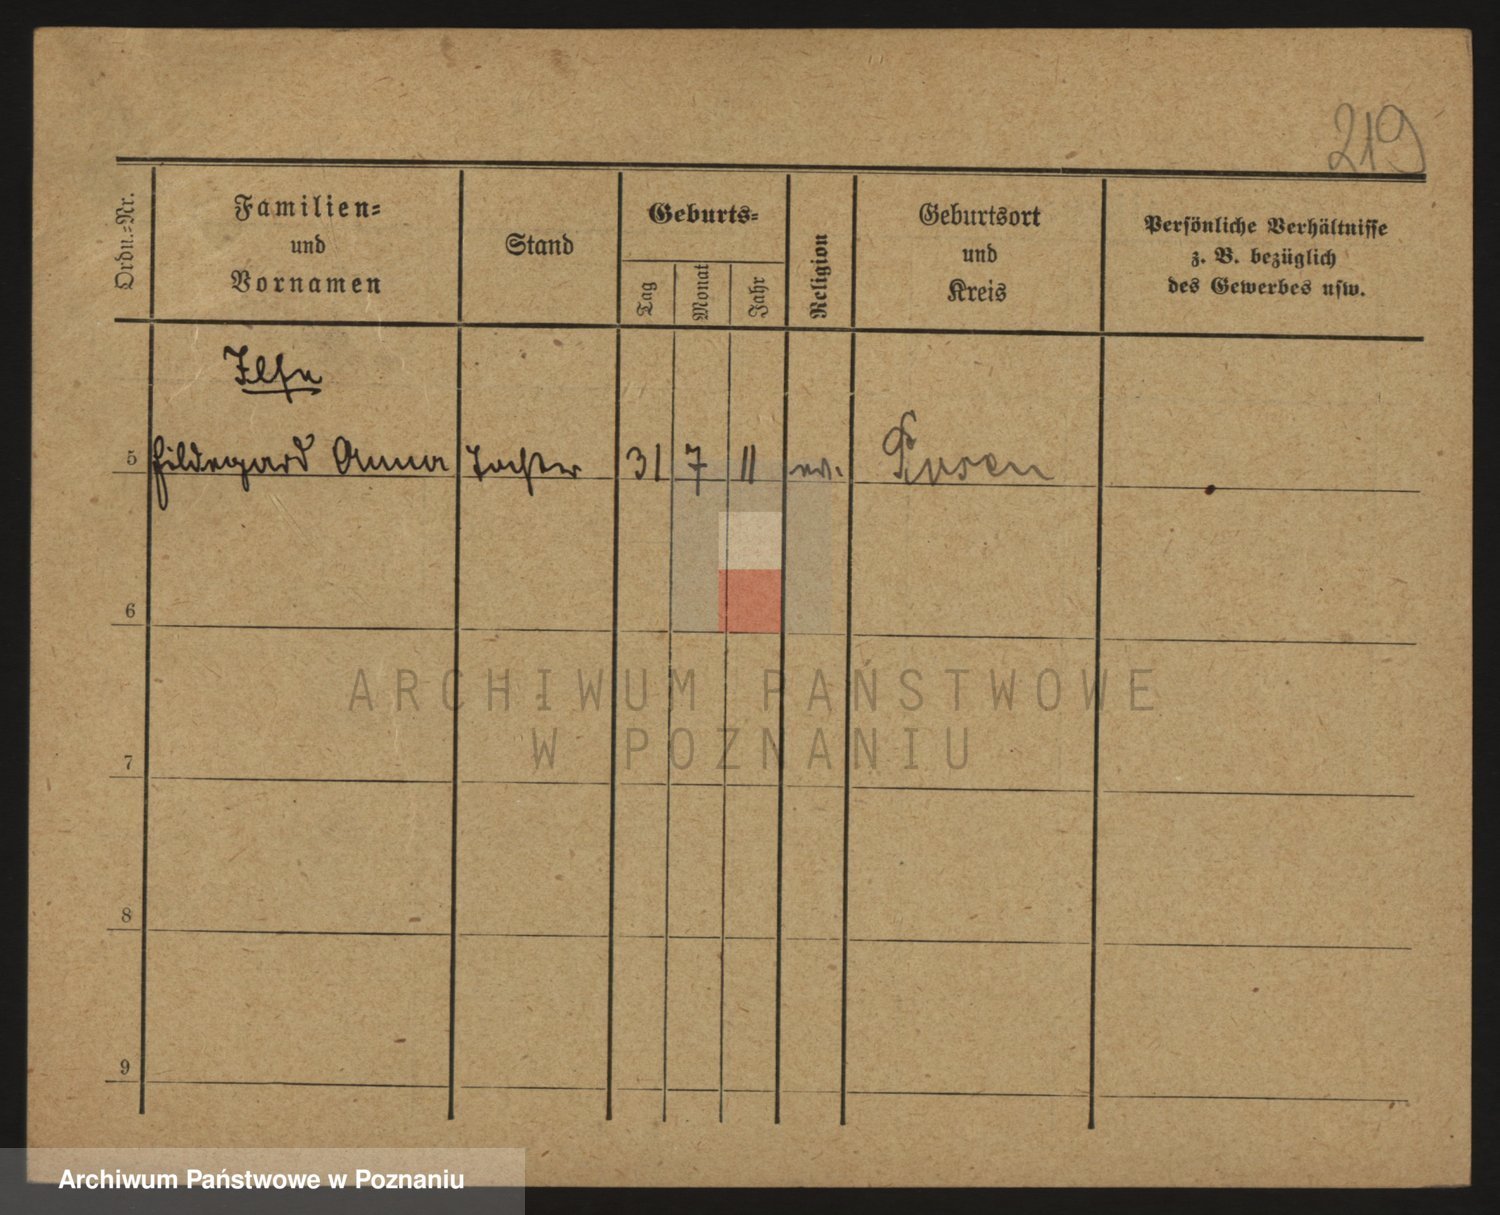 219
Ordn.-Nr.
Familien-
und
Vornamen
Stand
Geburts-
Tag
Monat
Jahr
Religion
Geburtsort
und
Kreis
Persönliche Verhältnisse
z. B. bezüglich
des Gewerbes usw.
Ilse
5 Hildegard Anna Tochter 31 7 11 ev. Posen
6
ARCHIWUM PAŃSTWOWE
W POZNANIU
7
8
9
Archiwum Państwowe w Poznaniu